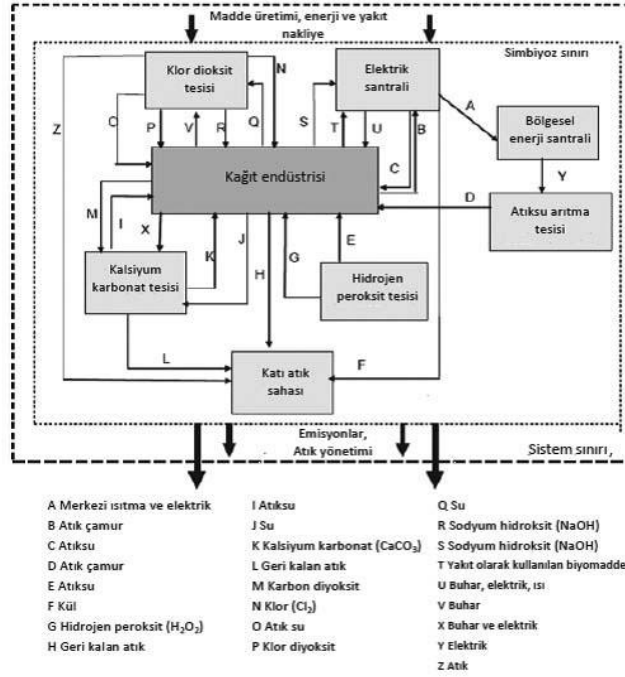 Madde üretimi, enerji ve yakıt
nakliye
Simbiyoz sınırı
Klor dioksit
tesisi
N
Elektrik
santrali
A
Bölgesel
enerji santrali
Z
O
P
V
R
Q
S
T
U
B
C
Y
Kağıt endüstrisi
D
Atıksu arıtma
tesisi
M
I
X
K
J
H
G
E
Kalsiyum
karbonat tesisi
Hidrojen
peroksit tesisi
L
F
Katı atık
sahası
Emisyonlar,
Atık yönetimi
Sistem sınırı,
A Merkezi ısıtma ve elektrik
B Atık çamur
C Atıksu
D Atık çamur
E Atıksu
F Kül
G Hidrojen peroksit (H₂O₂)
H Geri kalan atık
I Atıksu
J Su
K Kalsiyum karbonat (CaCO₃)
L Geri kalan atık
M Karbon diyoksit
N Klor (Cl₂)
O Atık su
P Klor diyoksit
Q Su
R Sodyum hidroksit (NaOH)
S Sodyum hidroksit (NaOH)
T Yakıt olarak kullanılan biyomadde
U Buhar, elektrik, ısı
V Buhar
X Buhar ve elektrik
Y Elektrik
Z Atık